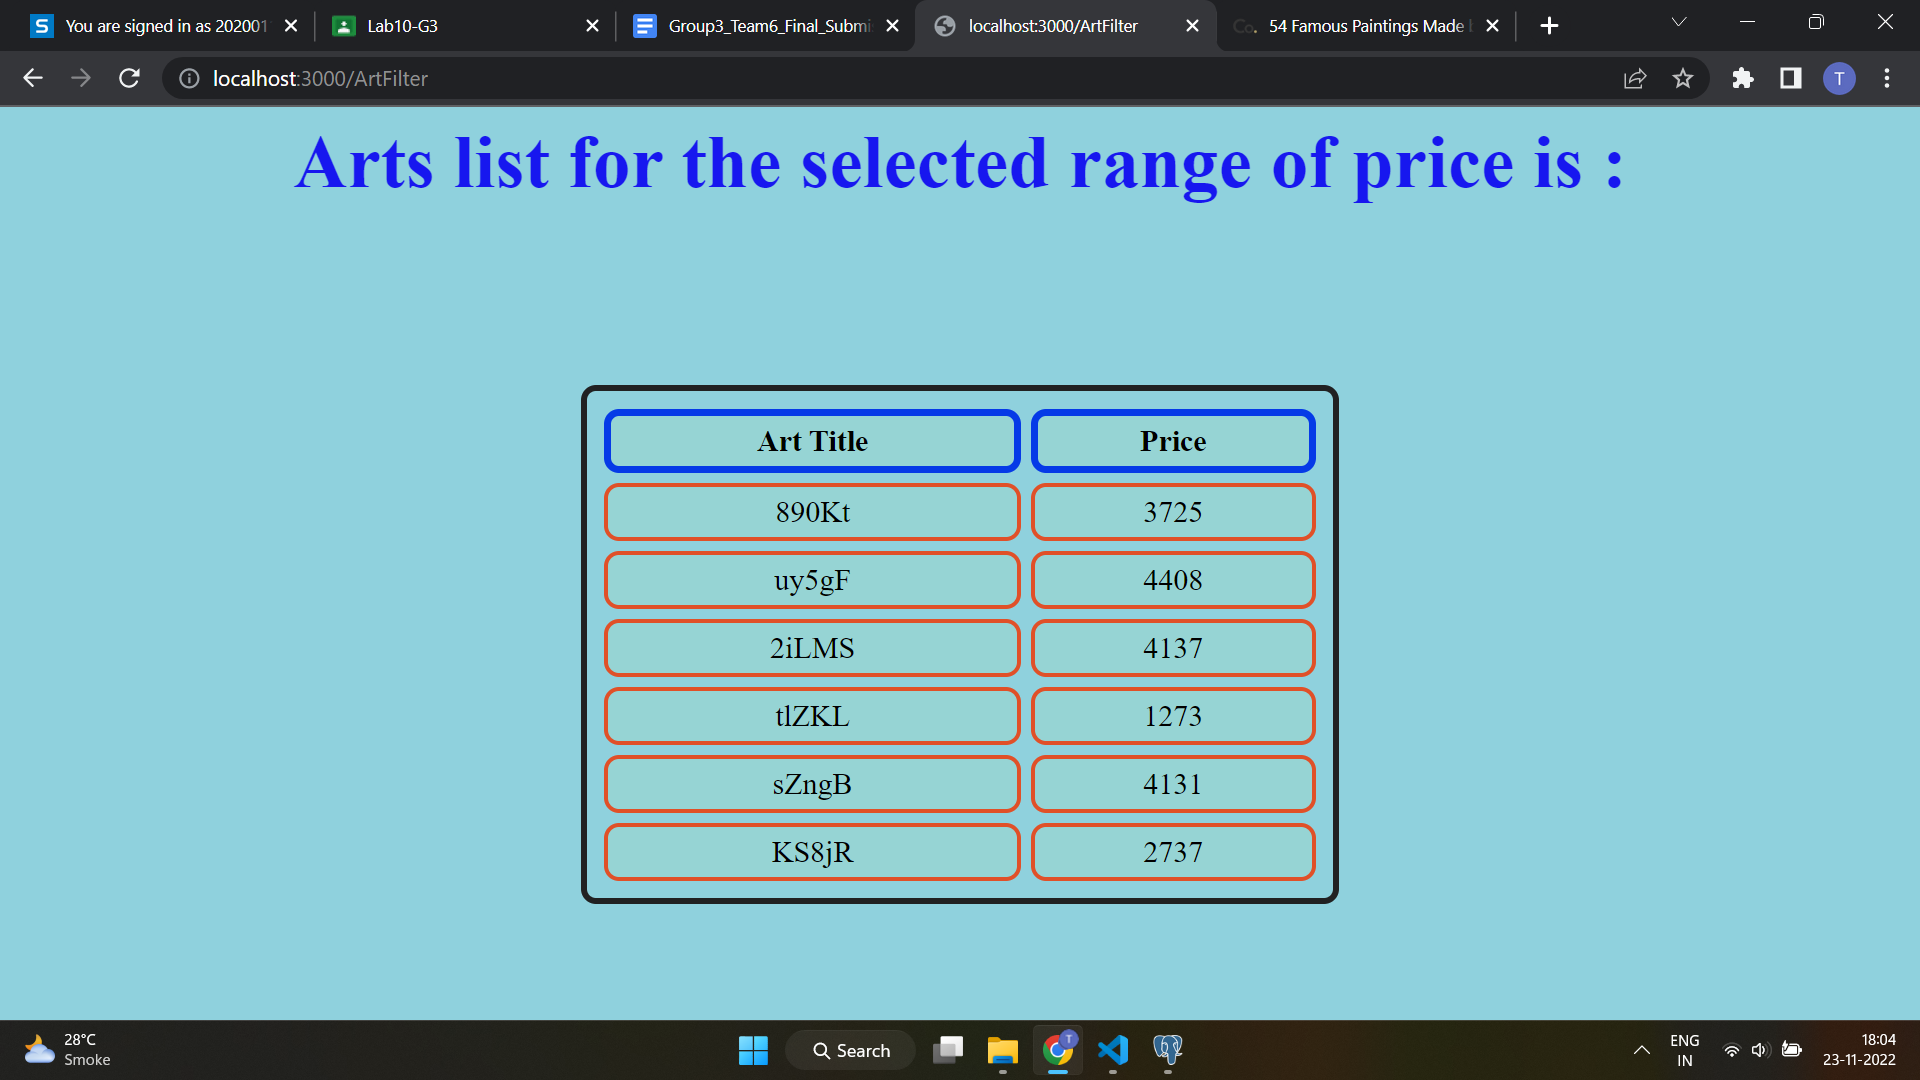 You are signed in as 202001
Lab10-G3
Group3_Team6_Final_Submi
localhost:3000/ArtFilter
Co. 54 Famous Paintings Made
localhost:3000/ArtFilter
T
Arts list for the selected range of price is :
Art Title Price
890Kt 3725
uy5gF 4408
2iLMS 4137
tlZKL 1273
sZngB 4131
KS8jR 2737
28°C
Smoke
Search
T
ENG
IN
18:04
23-11-2022